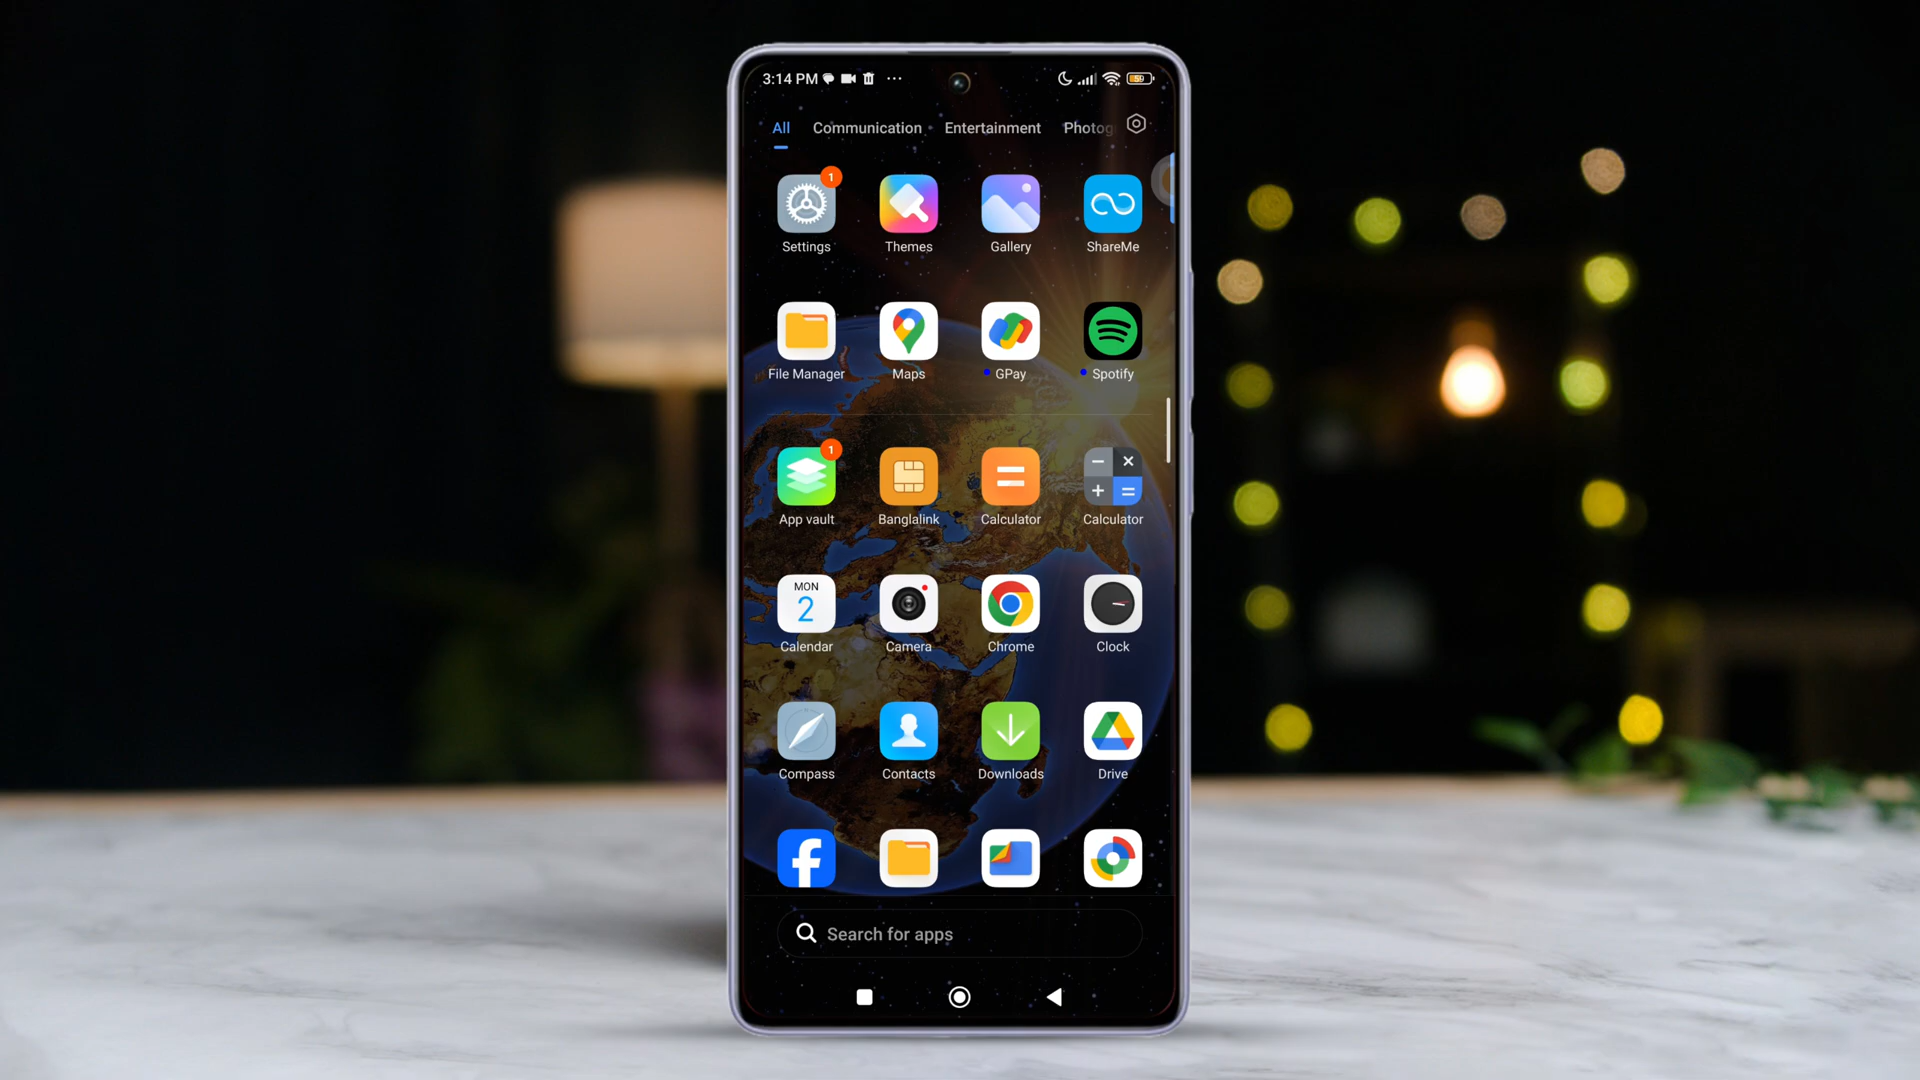 3:14 PM ··· 59
All Communication Entertainment Photog
1
Settings Themes Gallery ShareMe
File Manager Maps GPay Spotify
1
App vault Banglalink Calculator Calculator
MON
2
Calendar Camera Chrome Clock
Compass Contacts Downloads Drive
Search for apps